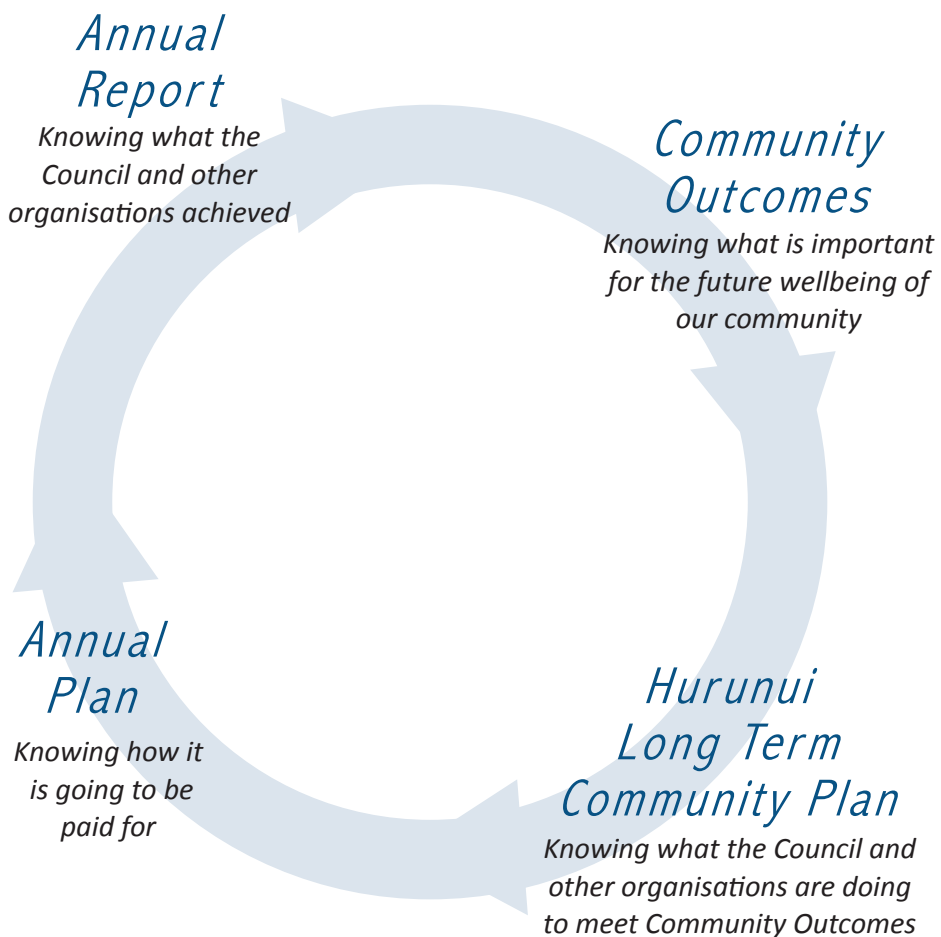 Annual
Report
Knowing what the
Council and other
organisations achieved
Community
Outcomes
Knowing what is important
for the future wellbeing of
our community
Hurunui
Long Term
Community Plan
Knowing what the Council and
other organisations are doing
to meet Community Outcomes
Annual
Plan
Knowing how it
is going to be
paid for